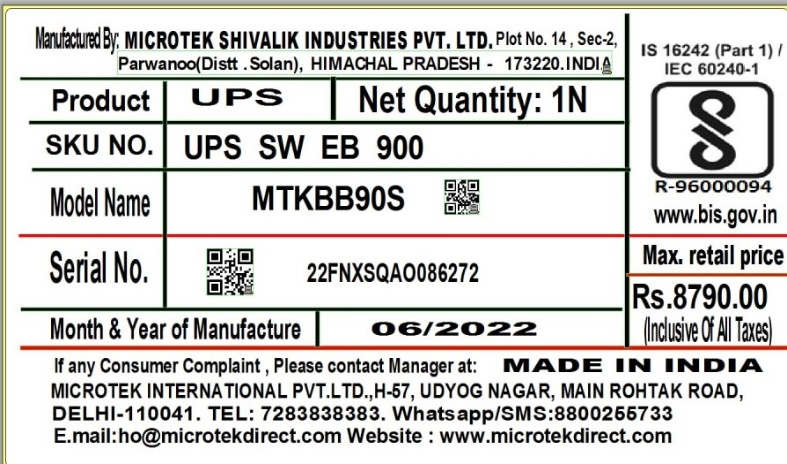 Manufactured By: MICROTEK SHIVALIK INDUSTRIES PVT. LTD. Plot No. 14 , Sec-2,
Parwanoo(Distt .Solan), HIMACHAL PRADESH - 173220.INDIA
IS 16242 (Part 1) /
IEC 60240-1
R-96000094
www.bis.gov.in
Product UPS Net Quantity: 1N
SKU NO. UPS SW EB 900
Model Name MTKBB90S
Serial No. 22FNXSQAO086272
Max. retail price
Rs.8790.00
(Inclusive Of All Taxes)
Month & Year of Manufacture 06/2022
If any Consumer Complaint , Please contact Manager at: MADE IN INDIA
MICROTEK INTERNATIONAL PVT.LTD.,H-57, UDYOG NAGAR, MAIN ROHTAK ROAD,
DELHI-110041. TEL: 7283838383. Whatsapp/SMS:8800255733
E.mail:ho@microtekdirect.com Website : www.microtekdirect.com